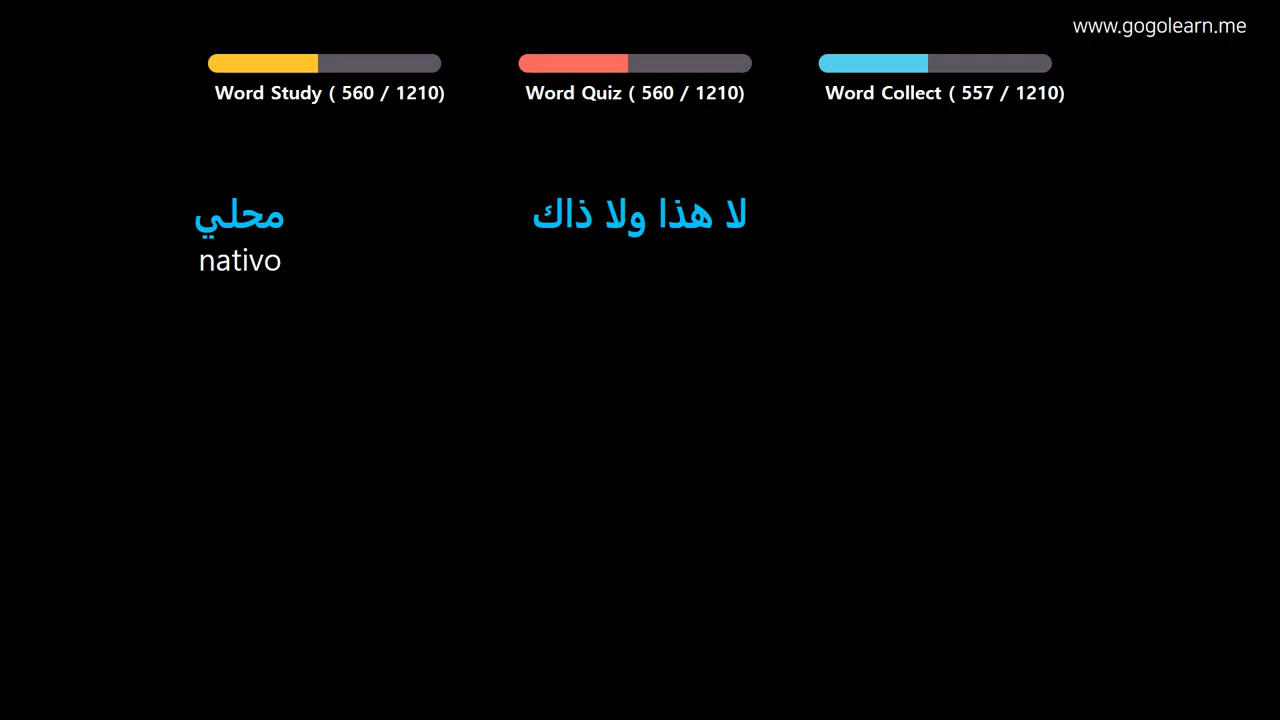 www.gogolearn.me
Word Study ( 560 / 1210)
Word Quiz ( 560 / 1210)
Word Collect ( 557 / 1210)
محلي
nativo
لا هذا ولا ذاك